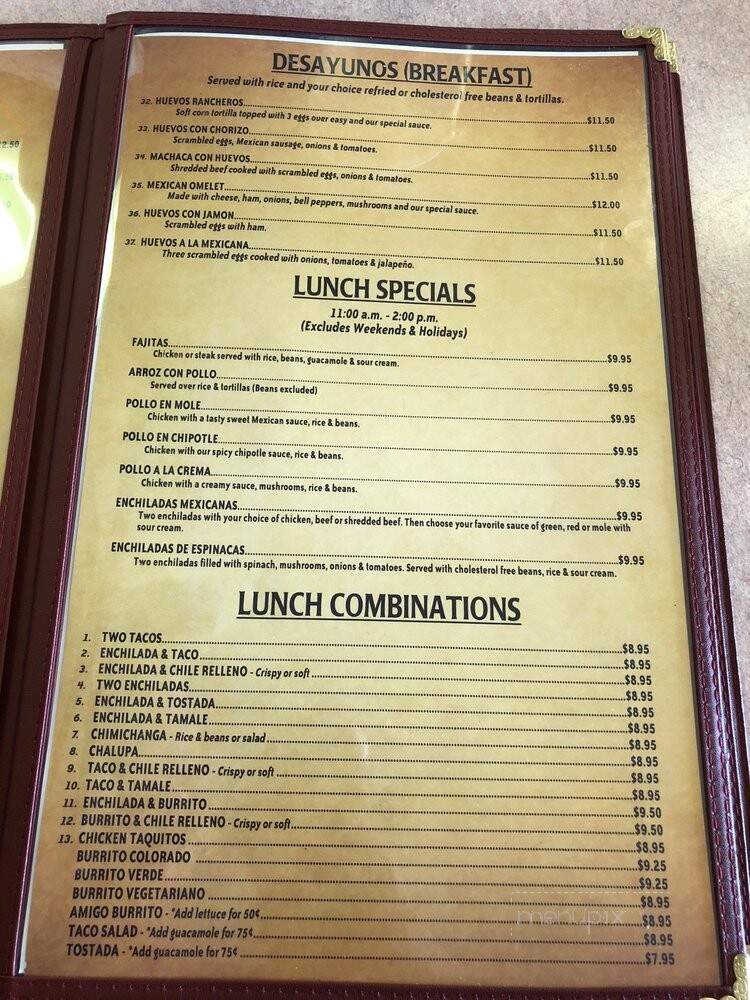 2.50
DESAYUNOS (BREAKFAST)
Served with rice and your choice refried or cholesterol free beans & tortillas.
32. HUEVOS RANCHEROS...$11.50
Soft corn tortilla topped with 3 eggs over easy and our special sauce.
33. HUEVOS CON CHORIZO...$11.50
Scrambled eggs, Mexican sausage, onions & tomatoes.
34. MACHACA CON HUEVOS...$11.50
Shredded beef cooked with scrambled eggs, onions & tomatoes.
35. MEXICAN OMELET...$12.00
Made with cheese, ham, onions, bell peppers, mushrooms and our special sauce.
36. HUEVOS CON JAMON...$11.50
Scrambled eggs with ham.
37. HUEVOS A LA MEXICANA...$11.50
Three scrambled eggs cooked with onions, tomatoes & jalapeño.
LUNCH SPECIALS
11:00 a.m. - 2:00 p.m.
(Excludes Weekends & Holidays)
FAJITAS...$9.95
Chicken or steak served with rice, beans, guacamole & sour cream.
ARROZ CON POLLO...$9.95
Served over rice & tortillas (Beans excluded)
POLLO EN MOLE...$9.95
Chicken with a tasty sweet Mexican sauce, rice & beans.
POLLO EN CHIPOTLE...$9.95
Chicken with our spicy chipotle sauce, rice & beans.
POLLO A LA CREMA...$9.95
Chicken with a creamy sauce, mushrooms, rice & beans.
ENCHILADAS MEXICANAS...$9.95
Two enchiladas with your choice of chicken, beef or shredded beef. Then choose your favorite sauce of green, red or mole with
sour cream.
ENCHILADAS DE ESPINACAS...$9.95
Two enchiladas filled with spinach, mushrooms, onions & tomatoes. Served with cholesterol free beans, rice & sour cream.
LUNCH COMBINATIONS
1. TWO TACOS...$8.95
2. ENCHILADA & TACO...$8.95
3. ENCHILADA & CHILE RELLENO - Crispy or soft...$8.95
4. TWO ENCHILADAS...$8.95
5. ENCHILADA & TOSTADA...$8.95
6. ENCHILADA & TAMALE...$8.95
7. CHIMICHANGA - Rice & beans or salad...$8.95
8. CHALUPA...$8.95
9. TACO & CHILE RELLENO - Crispy or soft...$8.95
10. TACO & TAMALE...$8.95
11. ENCHILADA & BURRITO...$9.50
12. BURRITO & CHILE RELLENO - Crispy or soft...$9.50
13. CHICKEN TAQUITOS...$8.95
BURRITO COLORADO...$9.25
BURRITO VERDE...$9.25
BURRITO VEGETARIANO...$8.95
AMIGO BURRITO - *Add lettuce for 50¢...$8.95
TACO SALAD - *Add guacamole for 75¢...$8.95
TOSTADA - *Add guacamole for 75¢...$7.95
menupix